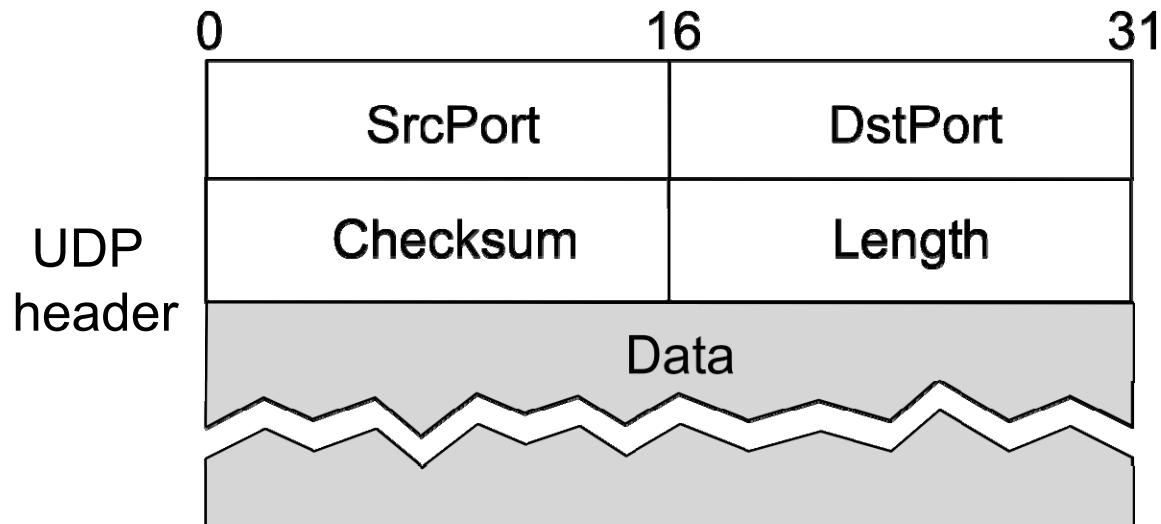 0 16 31
SrcPort DstPort
Checksum Length
UDP
header
Data